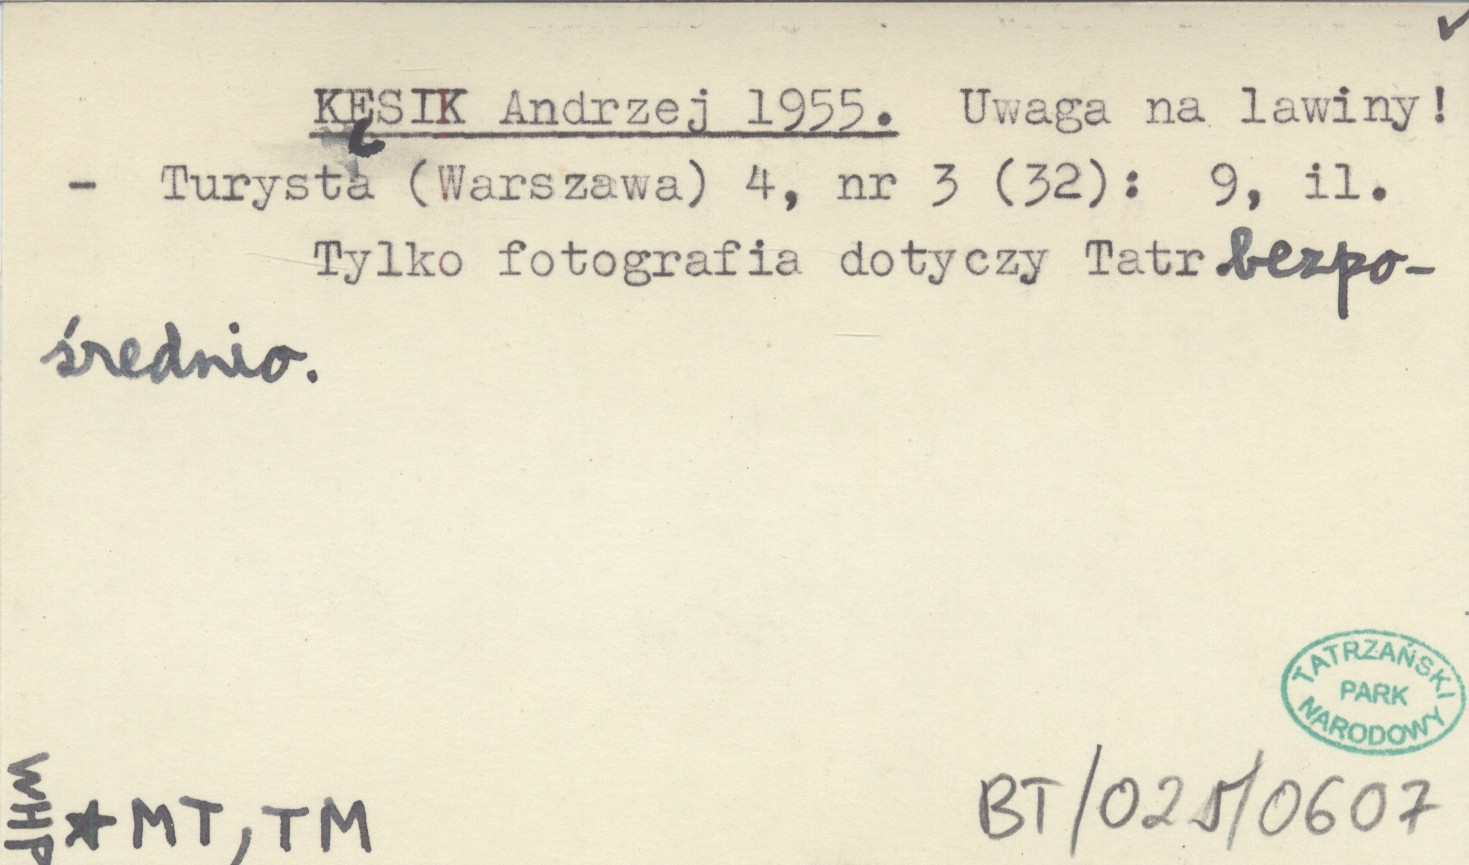 KĘSIK Andrzej 1955. Uwaga na lawiny!
- Turysta (Warszawa) 4, nr 3 (32): 9, il.
Tylko fotografia dotyczy Tatr bezpo-
średnio.
TATRZAŃSKI
PARK
NARODOWY
WHP * MT, TM
BT/025/0607